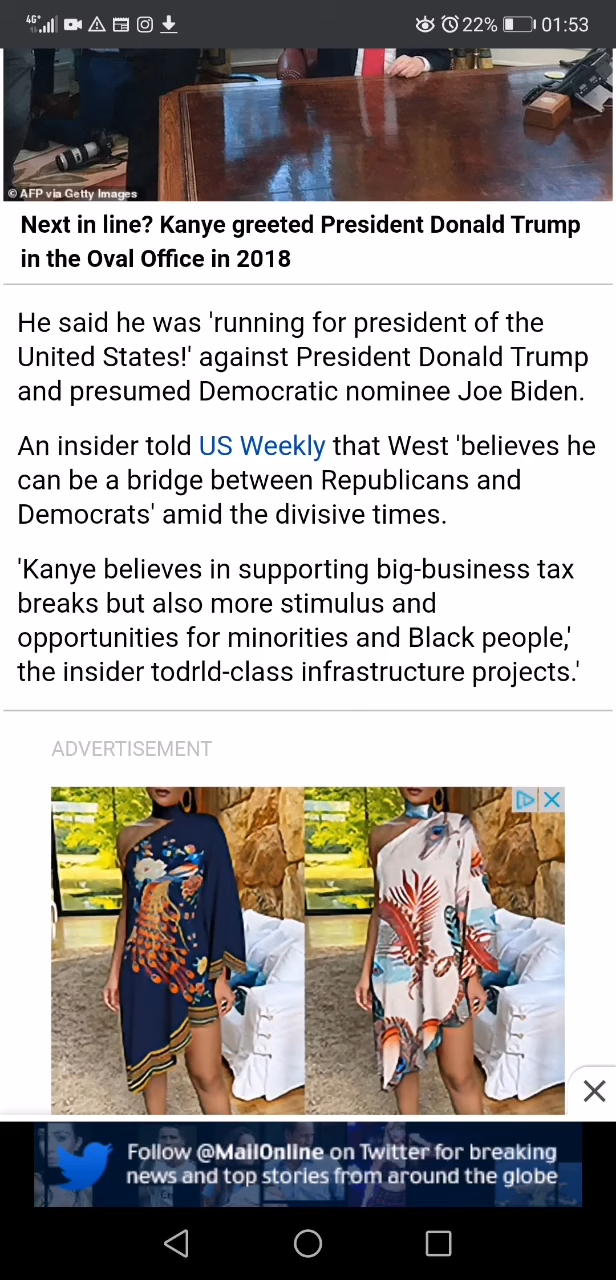 4G+ 22% 01:53
© AFP via Getty Images
Next in line? Kanye greeted President Donald Trump
in the Oval Office in 2018
He said he was 'running for president of the
United States!' against President Donald Trump
and presumed Democratic nominee Joe Biden.
An insider told US Weekly that West 'believes he
can be a bridge between Republicans and
Democrats' amid the divisive times.
'Kanye believes in supporting big-business tax
breaks but also more stimulus and
opportunities for minorities and Black people,'
the insider todrld-class infrastructure projects.'
ADVERTISEMENT
Follow @MailOnline on Twitter for breaking
news and top stories from around the globe